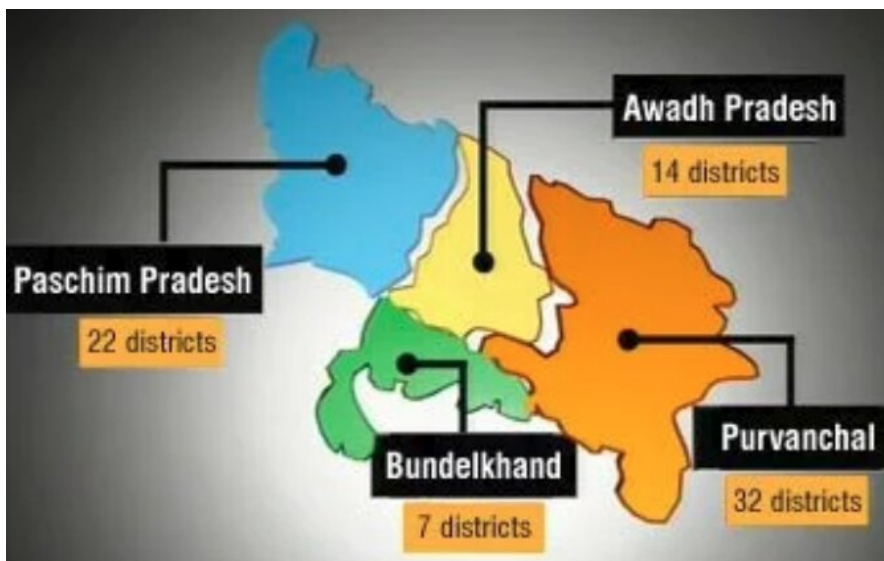 Awadh Pradesh
14 districts
Paschim Pradesh
22 districts
Purvanchal
32 districts
Bundelkhand
7 districts